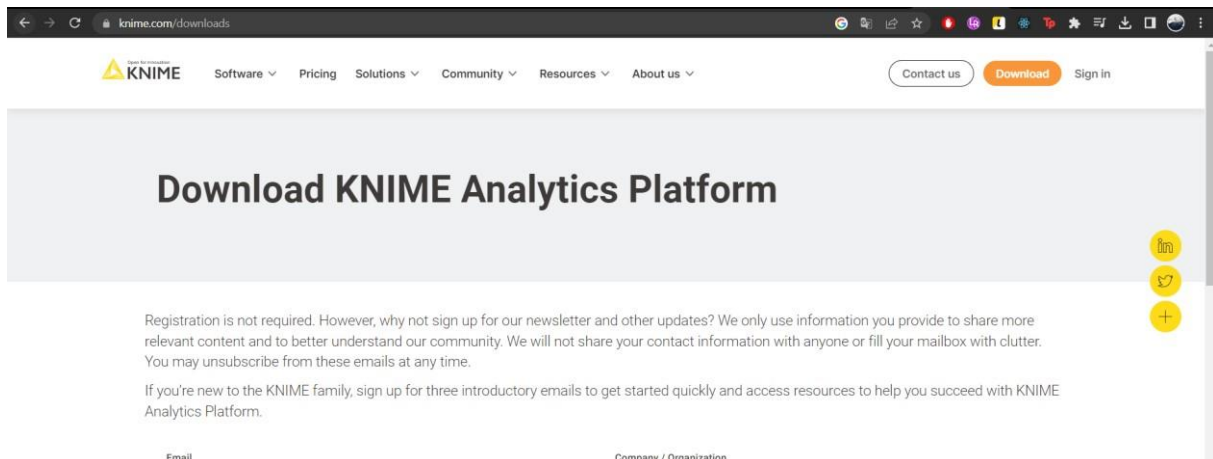 knime.com/downloads
Open for Innovation
KNIME
Software Pricing Solutions Community Resources About us Contact us Download Sign in
Download KNIME Analytics Platform
in
Registration is not required. However, why not sign up for our newsletter and other updates? We only use information you provide to share more
relevant content and to better understand our community. We will not share your contact information with anyone or fill your mailbox with clutter.
You may unsubscribe from these emails at any time.
If you're new to the KNIME family, sign up for three introductory emails to get started quickly and access resources to help you succeed with KNIME
Analytics Platform.
Email Company / Organization